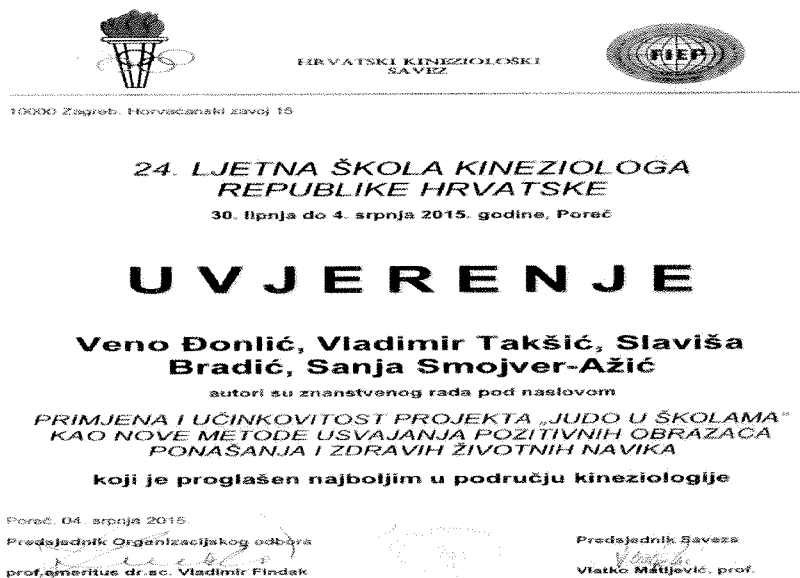 HRVATSKI KINEZIOLOŠKI
SAVEZ
FIEP
10000 Zagreb, Horvaćanski zavoj 15
24. LJETNA ŠKOLA KINEZIOLOGA
REPUBLIKE HRVATSKE
30. lipnja do 4. srpnja 2015. godine, Poreč
UVJERENJE
Veno Đonlić, Vladimir Takšić, Slaviša
Bradić, Sanja Smojver-Ažić
autori su znanstvenog rada pod naslovom
PRIMJENA I UČINKOVITOST PROJEKTA „JUDO U ŠKOLAMA“
KAO NOVE METODE USVAJANJA POZITIVNIH OBRAZACA
PONAŠANJA I ZDRAVIH ŽIVOTNIH NAVIKA
koji je proglašen najboljim u području kineziologije
Poreč, 04. srpnja 2015.
Predsjednik Organizacijskog odbora
prof.emeritus dr.sc. Vladimir Findak
Predsjednik Saveza
Vlatko Matijević, prof.